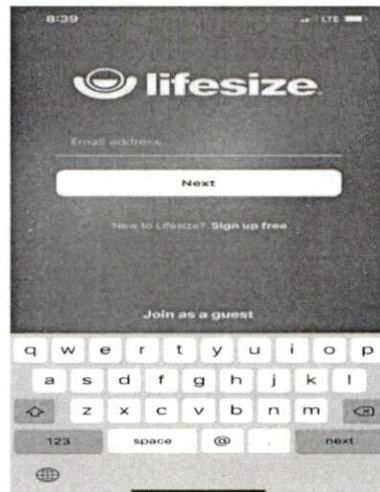 8:39 LTE
lifesize
Email address
Next
New to Lifesize? Sign up free
Join as a guest
q w e r t y u i o p
a s d f g h j k l
z x c v b n m
123 space @ . next